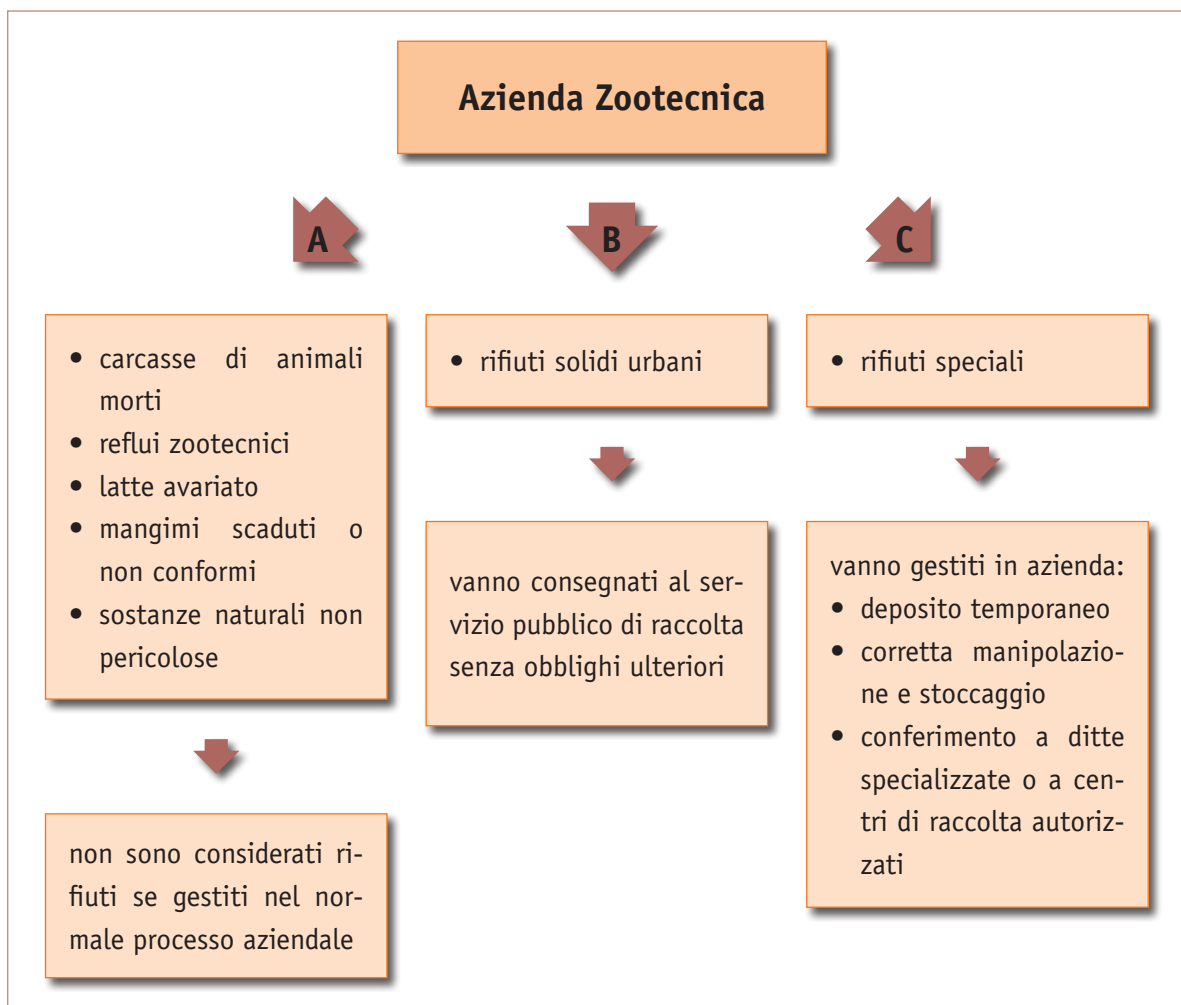 Azienda Zootecnica
A
B
C
• carcasse di animali
morti
• reflui zootecnici
• latte avariato
• mangimi scaduti o
non conformi
• sostanze naturali non
pericolose
non sono considerati ri-
fiuti se gestiti nel nor-
male processo aziendale
• rifiuti solidi urbani
vanno consegnati al ser-
vizio pubblico di raccolta
senza obblighi ulteriori
• rifiuti speciali
vanno gestiti in azienda:
• deposito temporaneo
• corretta manipolazio-
ne e stoccaggio
• conferimento a ditte
specializzate o a cen-
tri di raccolta autoriz-
zati